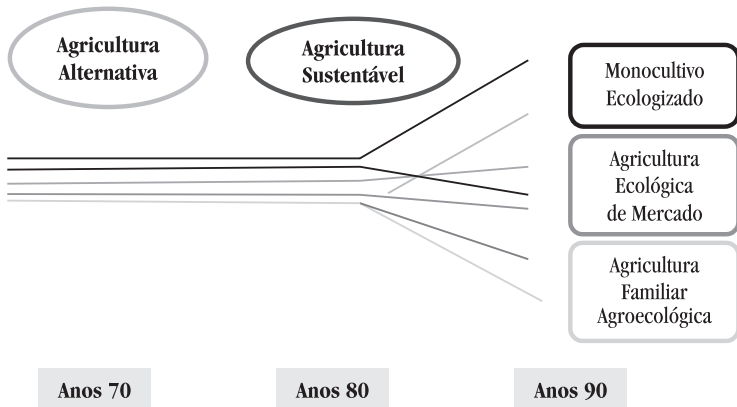 Agricultura
Alternativa
Agricultura
Sustentável
Monocultivo
Ecologizado
Agricultura
Ecológica
de Mercado
Agricultura
Familiar
Agroecológica
Anos 70
Anos 80
Anos 90